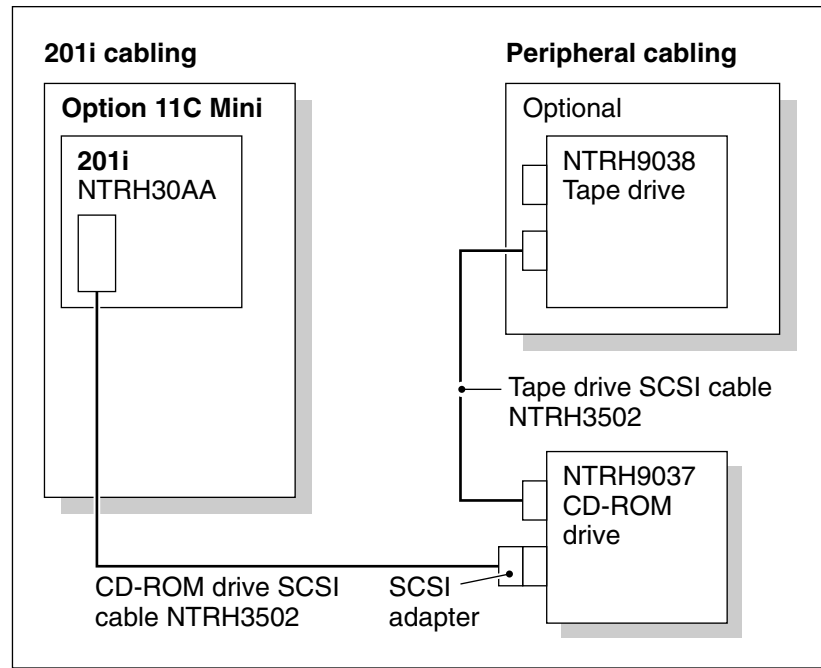 201i cabling
Option 11C Mini
201i
NTRH30AA
CD-ROM drive SCSI
cable NTRH3502
SCSI
adapter
Peripheral cabling
Optional
NTRH9038
Tape drive
Tape drive SCSI cable
NTRH3502
NTRH9037
CD-ROM
drive